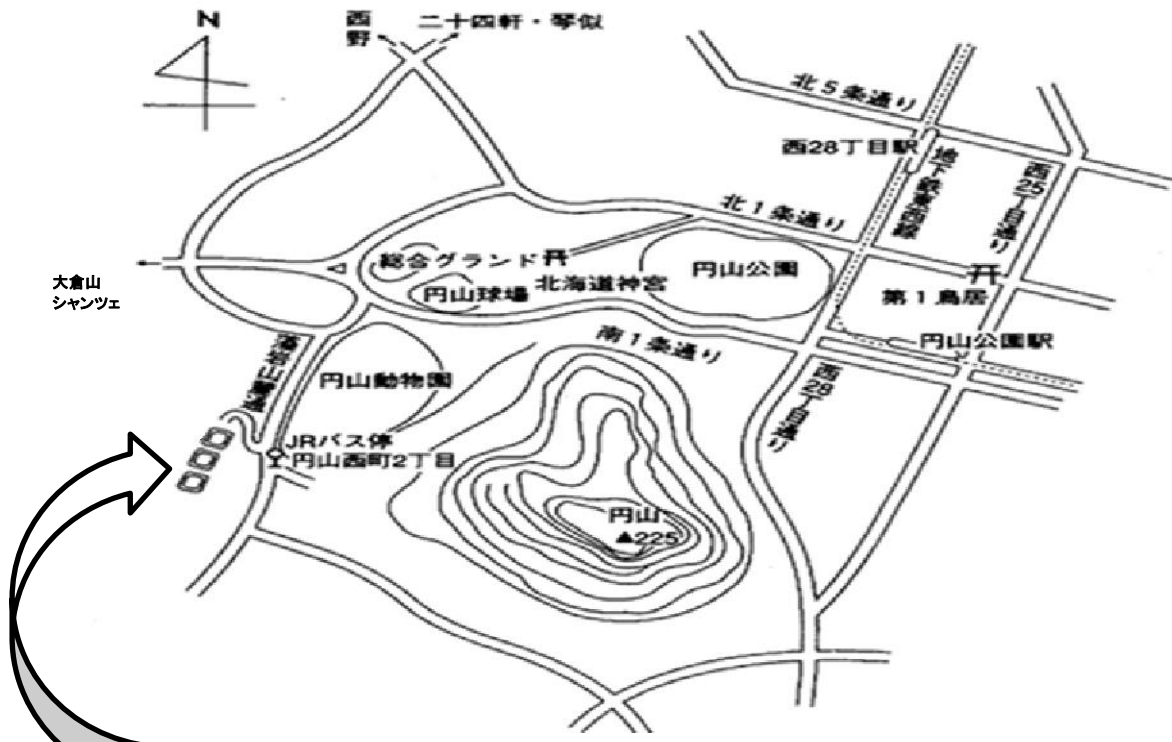 N
西野
二十四軒・琴似
北5条通り
西28丁目駅
地下鉄東西線
西25丁目通り
北1条通り
総合グランド
円山球場
北海道神宮
円山公園
第1鳥居
円山公園駅
大倉山
シャンツェ
南1条通り
円山動物園
西28丁目通り
JRバス停
円山西町2丁目
円山
▲225